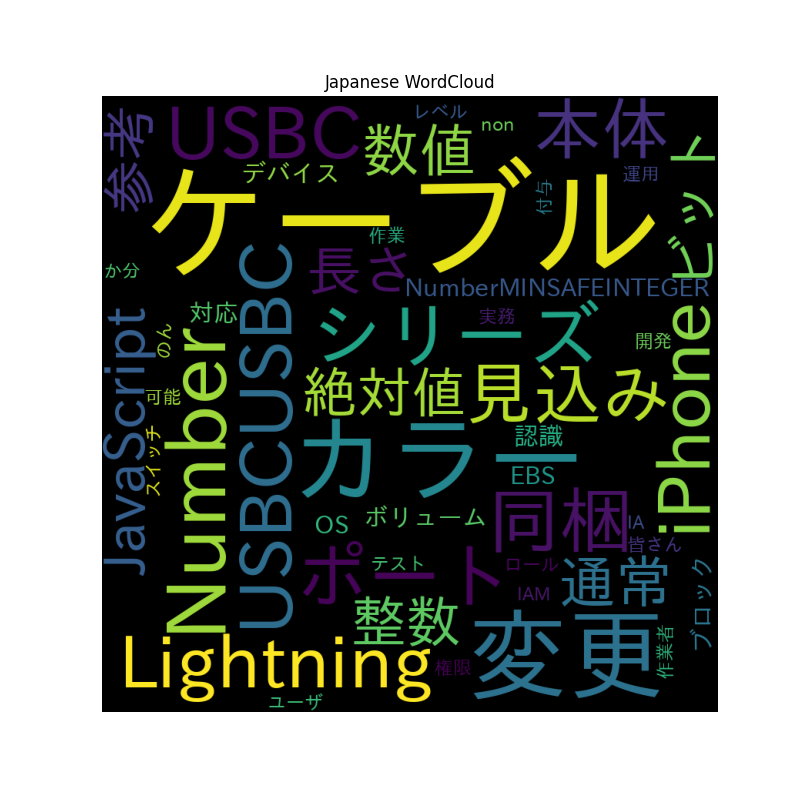 Japanese WordCloud
参考
USBC
レベル
non
本体
数値
デバイス
付与
運用
ビット
ケーブル
作業
か分
長さ
NumberMINSAFEINTEGER
USBCUSBC
対応
シリーズ
実務
開発
のん
JavaScript
Number
可能
絶対値
見込み
iPhone
スイッチ
カラー
認識
EBS
同梱
OS
ボリューム
IA
皆さん
ポート
テスト
ロール
通常
ブロック
IAM
整数
変更
作業者
Lightning
権限
ユーザ